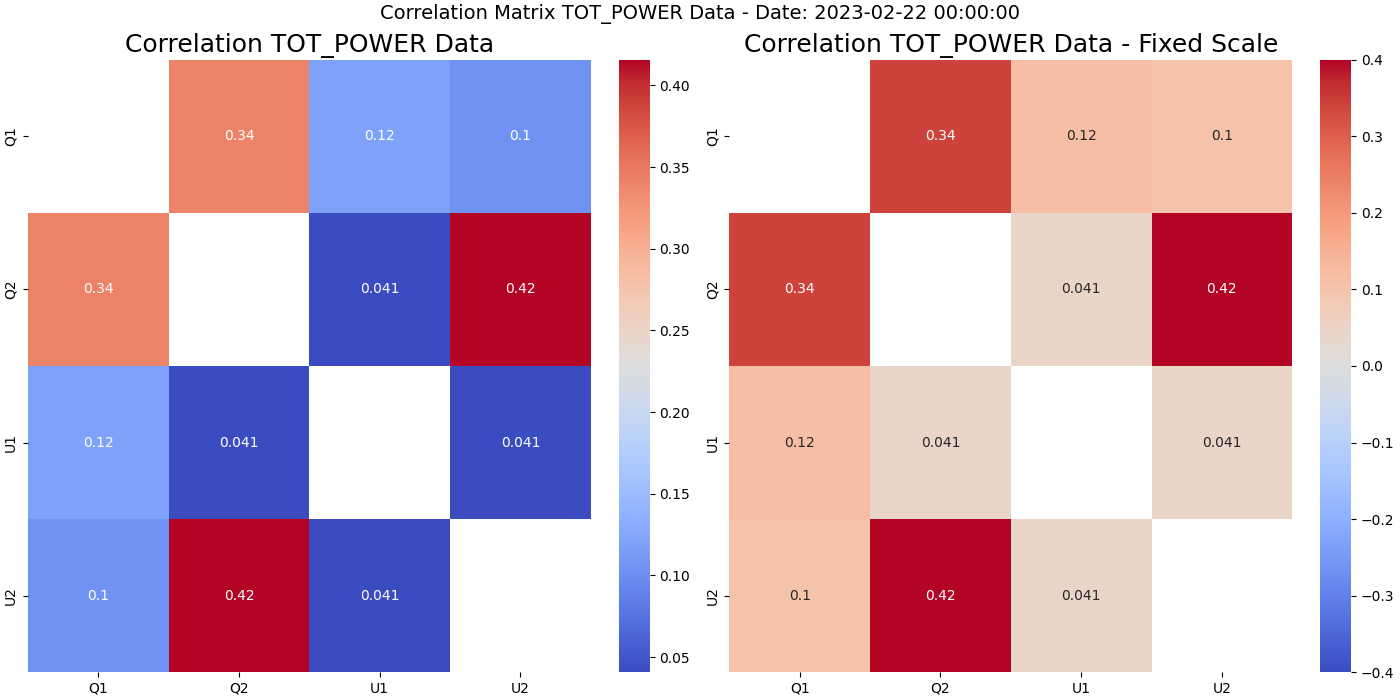 Correlation Matrix TOT_POWER Data - Date: 2023-02-22 00:00:00
Correlation TOT_POWER Data
Q1
0.34
0.12
0.1
Q2
0.34
0.041
0.42
U1
0.12
0.041
0.041
U2
0.1
0.42
0.041
Q1
Q2
U1
U2
0.40
0.35
0.30
0.25
0.20
0.15
0.10
0.05
Correlation TOT_POWER Data - Fixed Scale
Q1
0.34
0.12
0.1
Q2
0.34
0.041
0.42
U1
0.12
0.041
0.041
U2
0.1
0.42
0.041
Q1
Q2
U1
U2
0.4
0.3
0.2
0.1
0.0
−0.1
−0.2
−0.3
−0.4